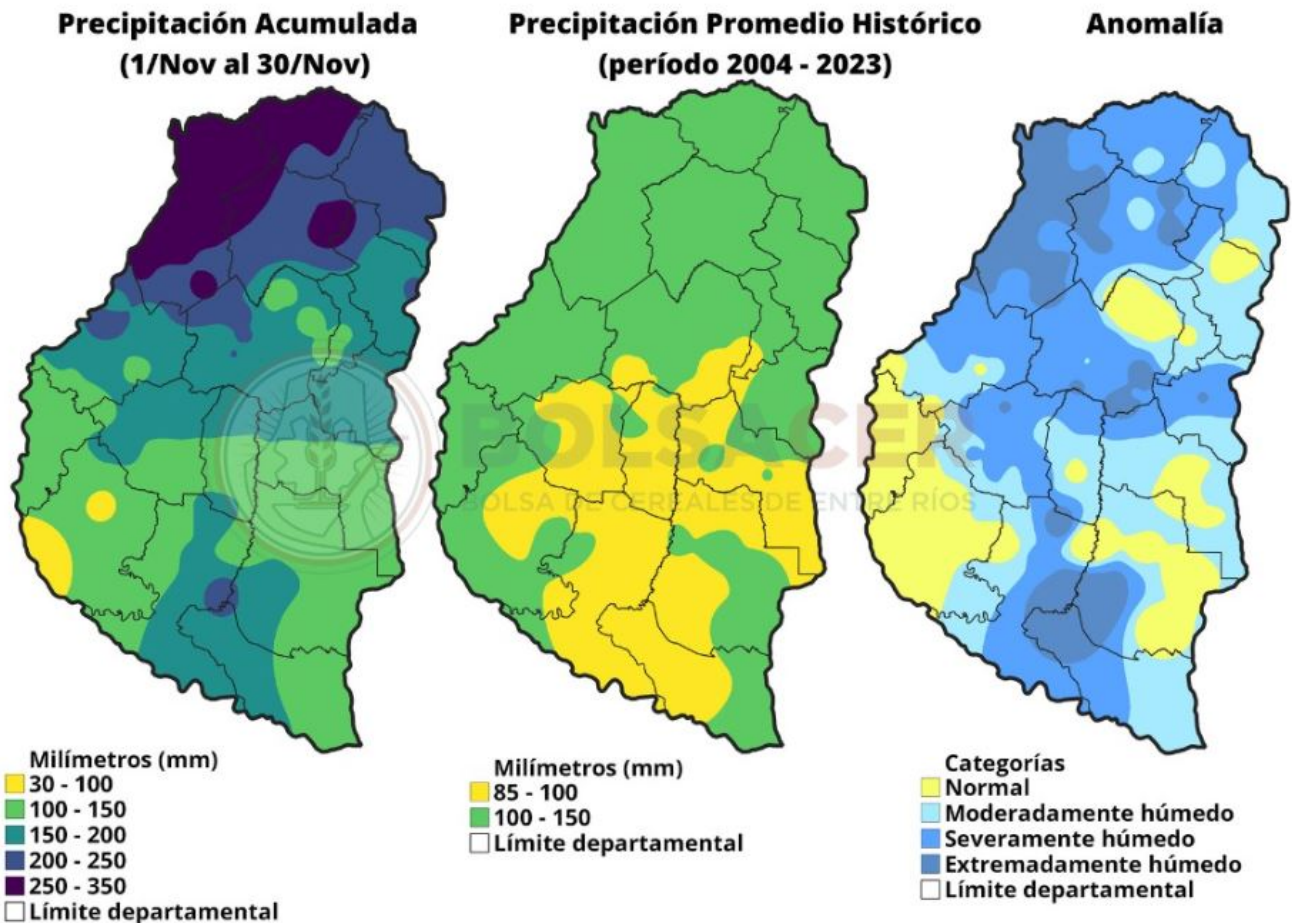 Precipitación Acumulada
(1/Nov al 30/Nov)
Precipitación Promedio Histórico
(período 2004 - 2023)
Anomalía
BOLSACER
BOLSA DE CEREALES DE ENTRE RÍOS
Milímetros (mm)
30 - 100
100 - 150
150 - 200
200 - 250
250 - 350
Límite departamental
Milímetros (mm)
85 - 100
100 - 150
Límite departamental
Categorías
Normal
Moderadamente húmedo
Severamente húmedo
Extremadamente húmedo
Límite departamental